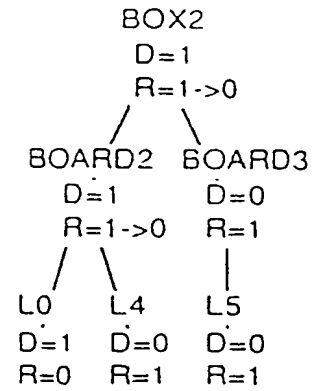 BOX2
D=1
R=1->0
BOARD2 BOARD3
D=1 D=0
R=1->0 R=1
L0 L4 L5
D=1 D=0 D=0
R=0 R=1 R=1